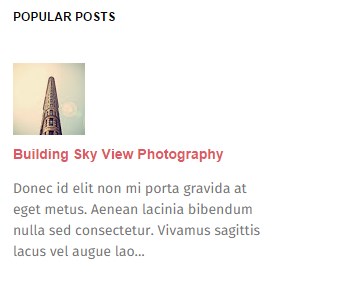 POPULAR POSTS
Building Sky View Photography
Donec id elit non mi porta gravida at
eget metus. Aenean lacinia bibendum
nulla sed consectetur. Vivamus sagittis
lacus vel augue lao...